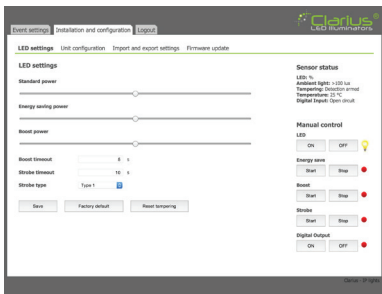 Clarius®
LED Illuminators
Event settings Installation and configuration Logout
LED settings Unit configuration Import and export settings Firmware update
LED settings
Standard power
Energy saving power
Boost power
Boost timeout 5 s
Strobe timeout 10 s
Strobe type Type 1
Save Factory default Reset tampering
Sensor status
LED: %
Ambient light: >100 lux
Tampering: Detection armed
Temperature: 25 °C
Digital Input: Open circuit
Manual control
LED
ON OFF
Energy save
Start Stop
Boost
Start Stop
Strobe
Start Stop
Digital Output
ON OFF
Clarius - IP